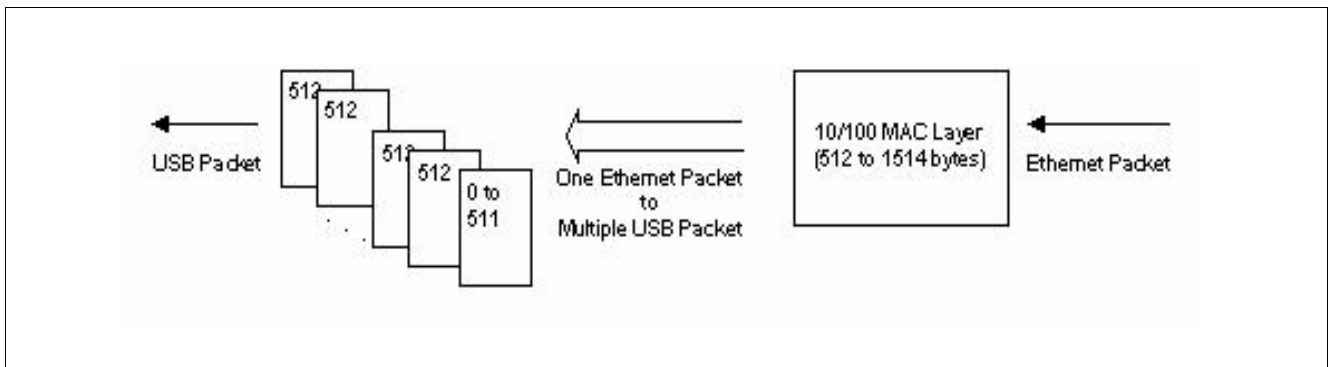 512
512
512
512
0 to
511
USB Packet
One Ethernet Packet
to
Multiple USB Packet
10/100 MAC Layer
(512 to 1514 bytes)
Ethernet Packet